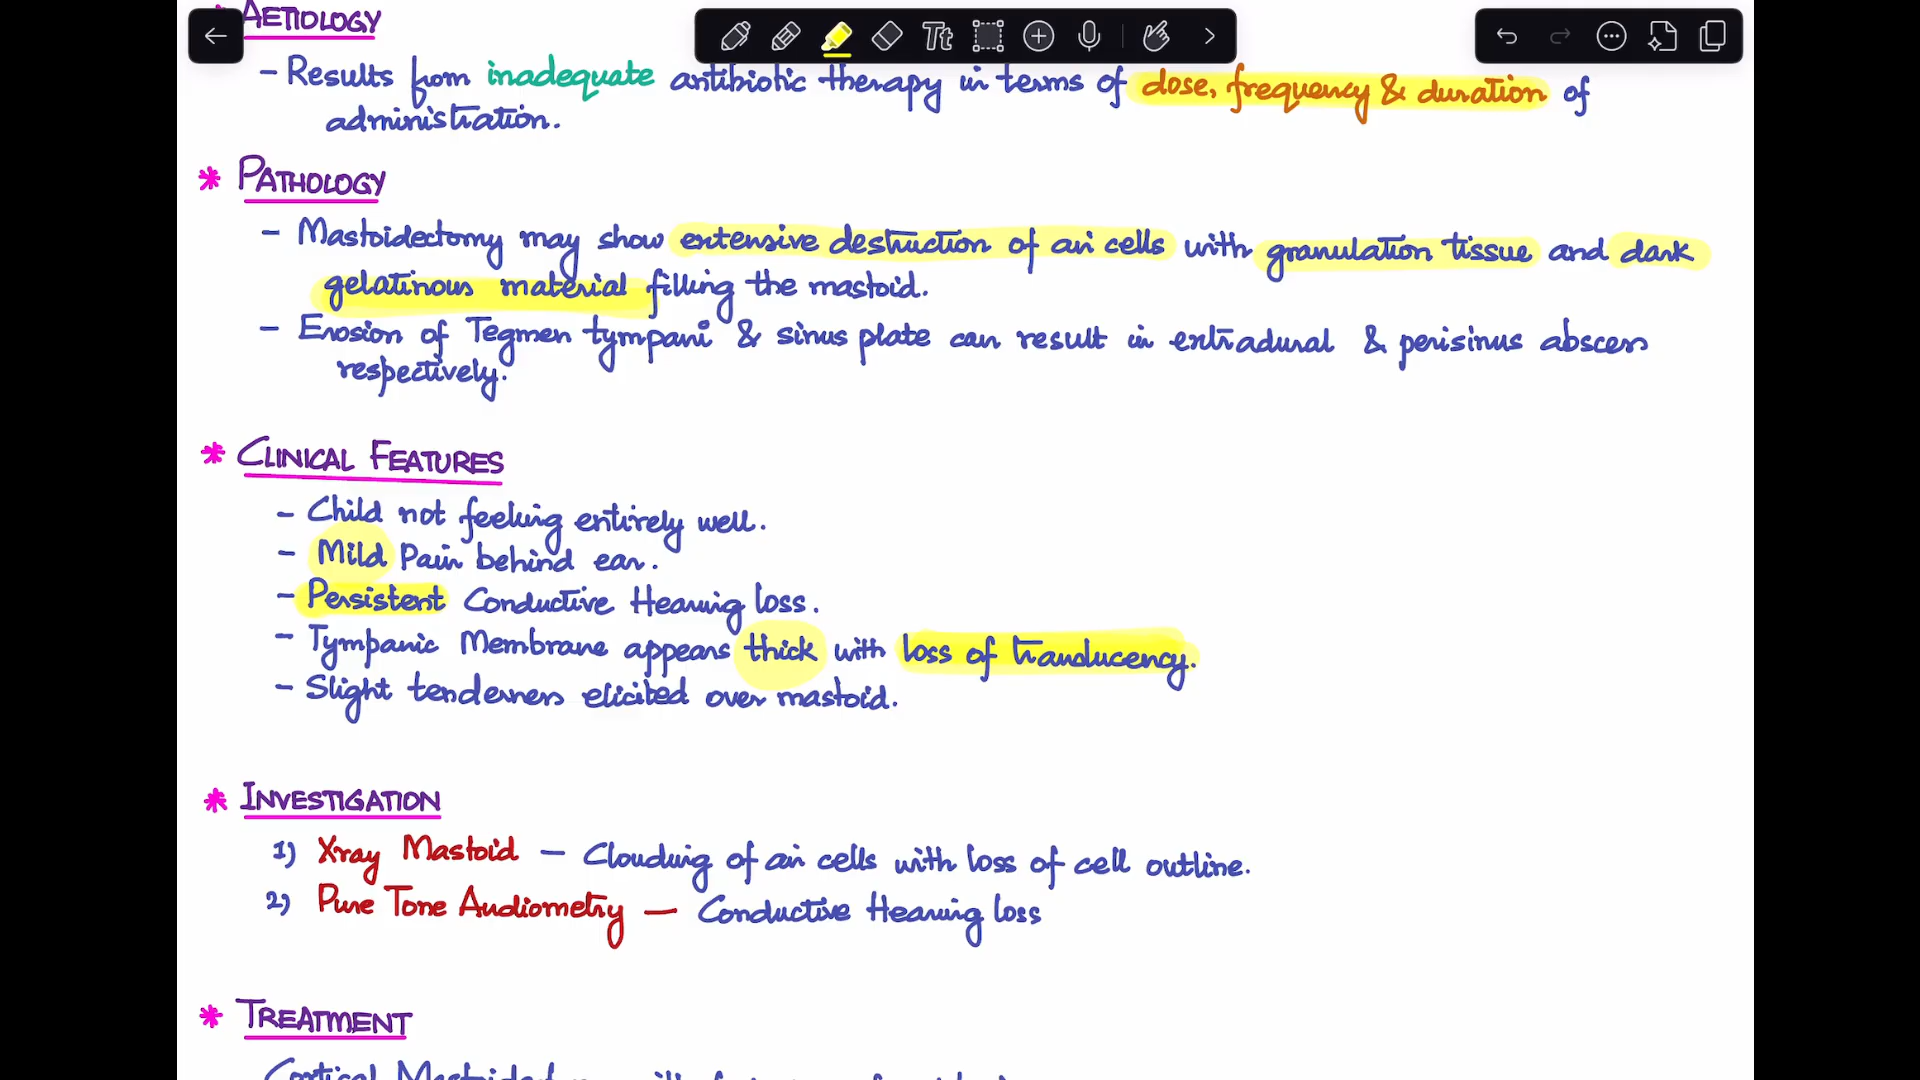 AETIOLOGY
Tt
- Results from inadequate antibiotic therapy in terms of dose, frequency & duration of
administration.
* PATHOLOGY
- Mastoidectomy may show extensive destruction of air cells with granulation tissue and dark
gelatinous material filling the mastoid.
- Erosion of Tegmen tympani & sinus plate can result in extradural & perisinus abscess
respectively.
* CLINICAL FEATURES
- Child not feeling entirely well.
- Mild Pain behind ear.
- Persistent Conductive Hearing loss.
- Tympanic Membrane appears thick with loss of translucency.
- Slight tenderness elicited over mastoid.
* INVESTIGATION
1) Xray Mastoid - Clouding of air cells with loss of cell outline.
2) Pure Tone Audiometry - Conductive Hearing loss
* TREATMENT
Cortical